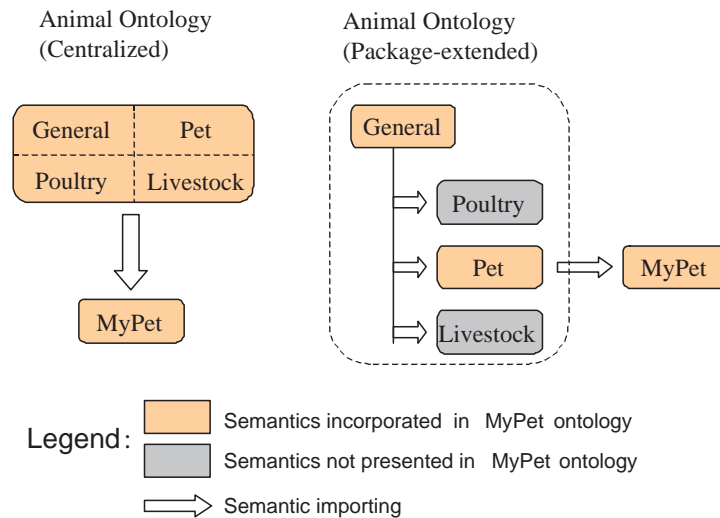 Animal Ontology
(Centralized)
General
Pet
Poultry
Livestock
MyPet
Animal Ontology
(Package-extended)
General
Poultry
Pet
MyPet
Livestock
Legend:
Semantics incorporated in MyPet ontology
Semantics not presented in MyPet ontology
Semantic importing